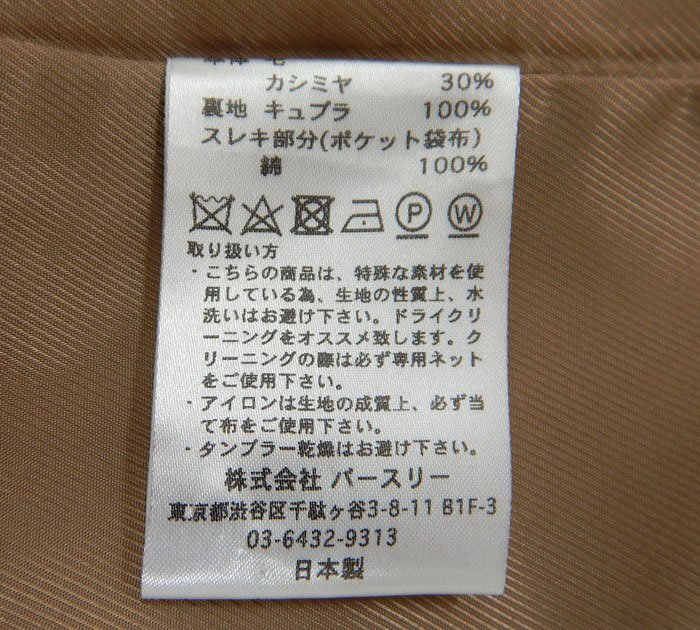 本体 毛
カシミヤ 30%
裏地 キュプラ 100%
スレキ部分(ポケット袋布)
綿 100%
P W
取り扱い方
・こちらの商品は、特殊な素材を使
用している為、生地の性質上、水
洗いはお避け下さい。ドライクリ
ーニングをオススメ致します。ク
リーニングの際は必ず専用ネット
をご使用下さい。
・アイロンは生地の成質上、必ず当
て布をご使用下さい。
・タンブラー乾燥はお避け下さい。
株式会社 パースリー
東京都渋谷区千駄ヶ谷3-8-11 B1F-3
03-6432-9313
日本製